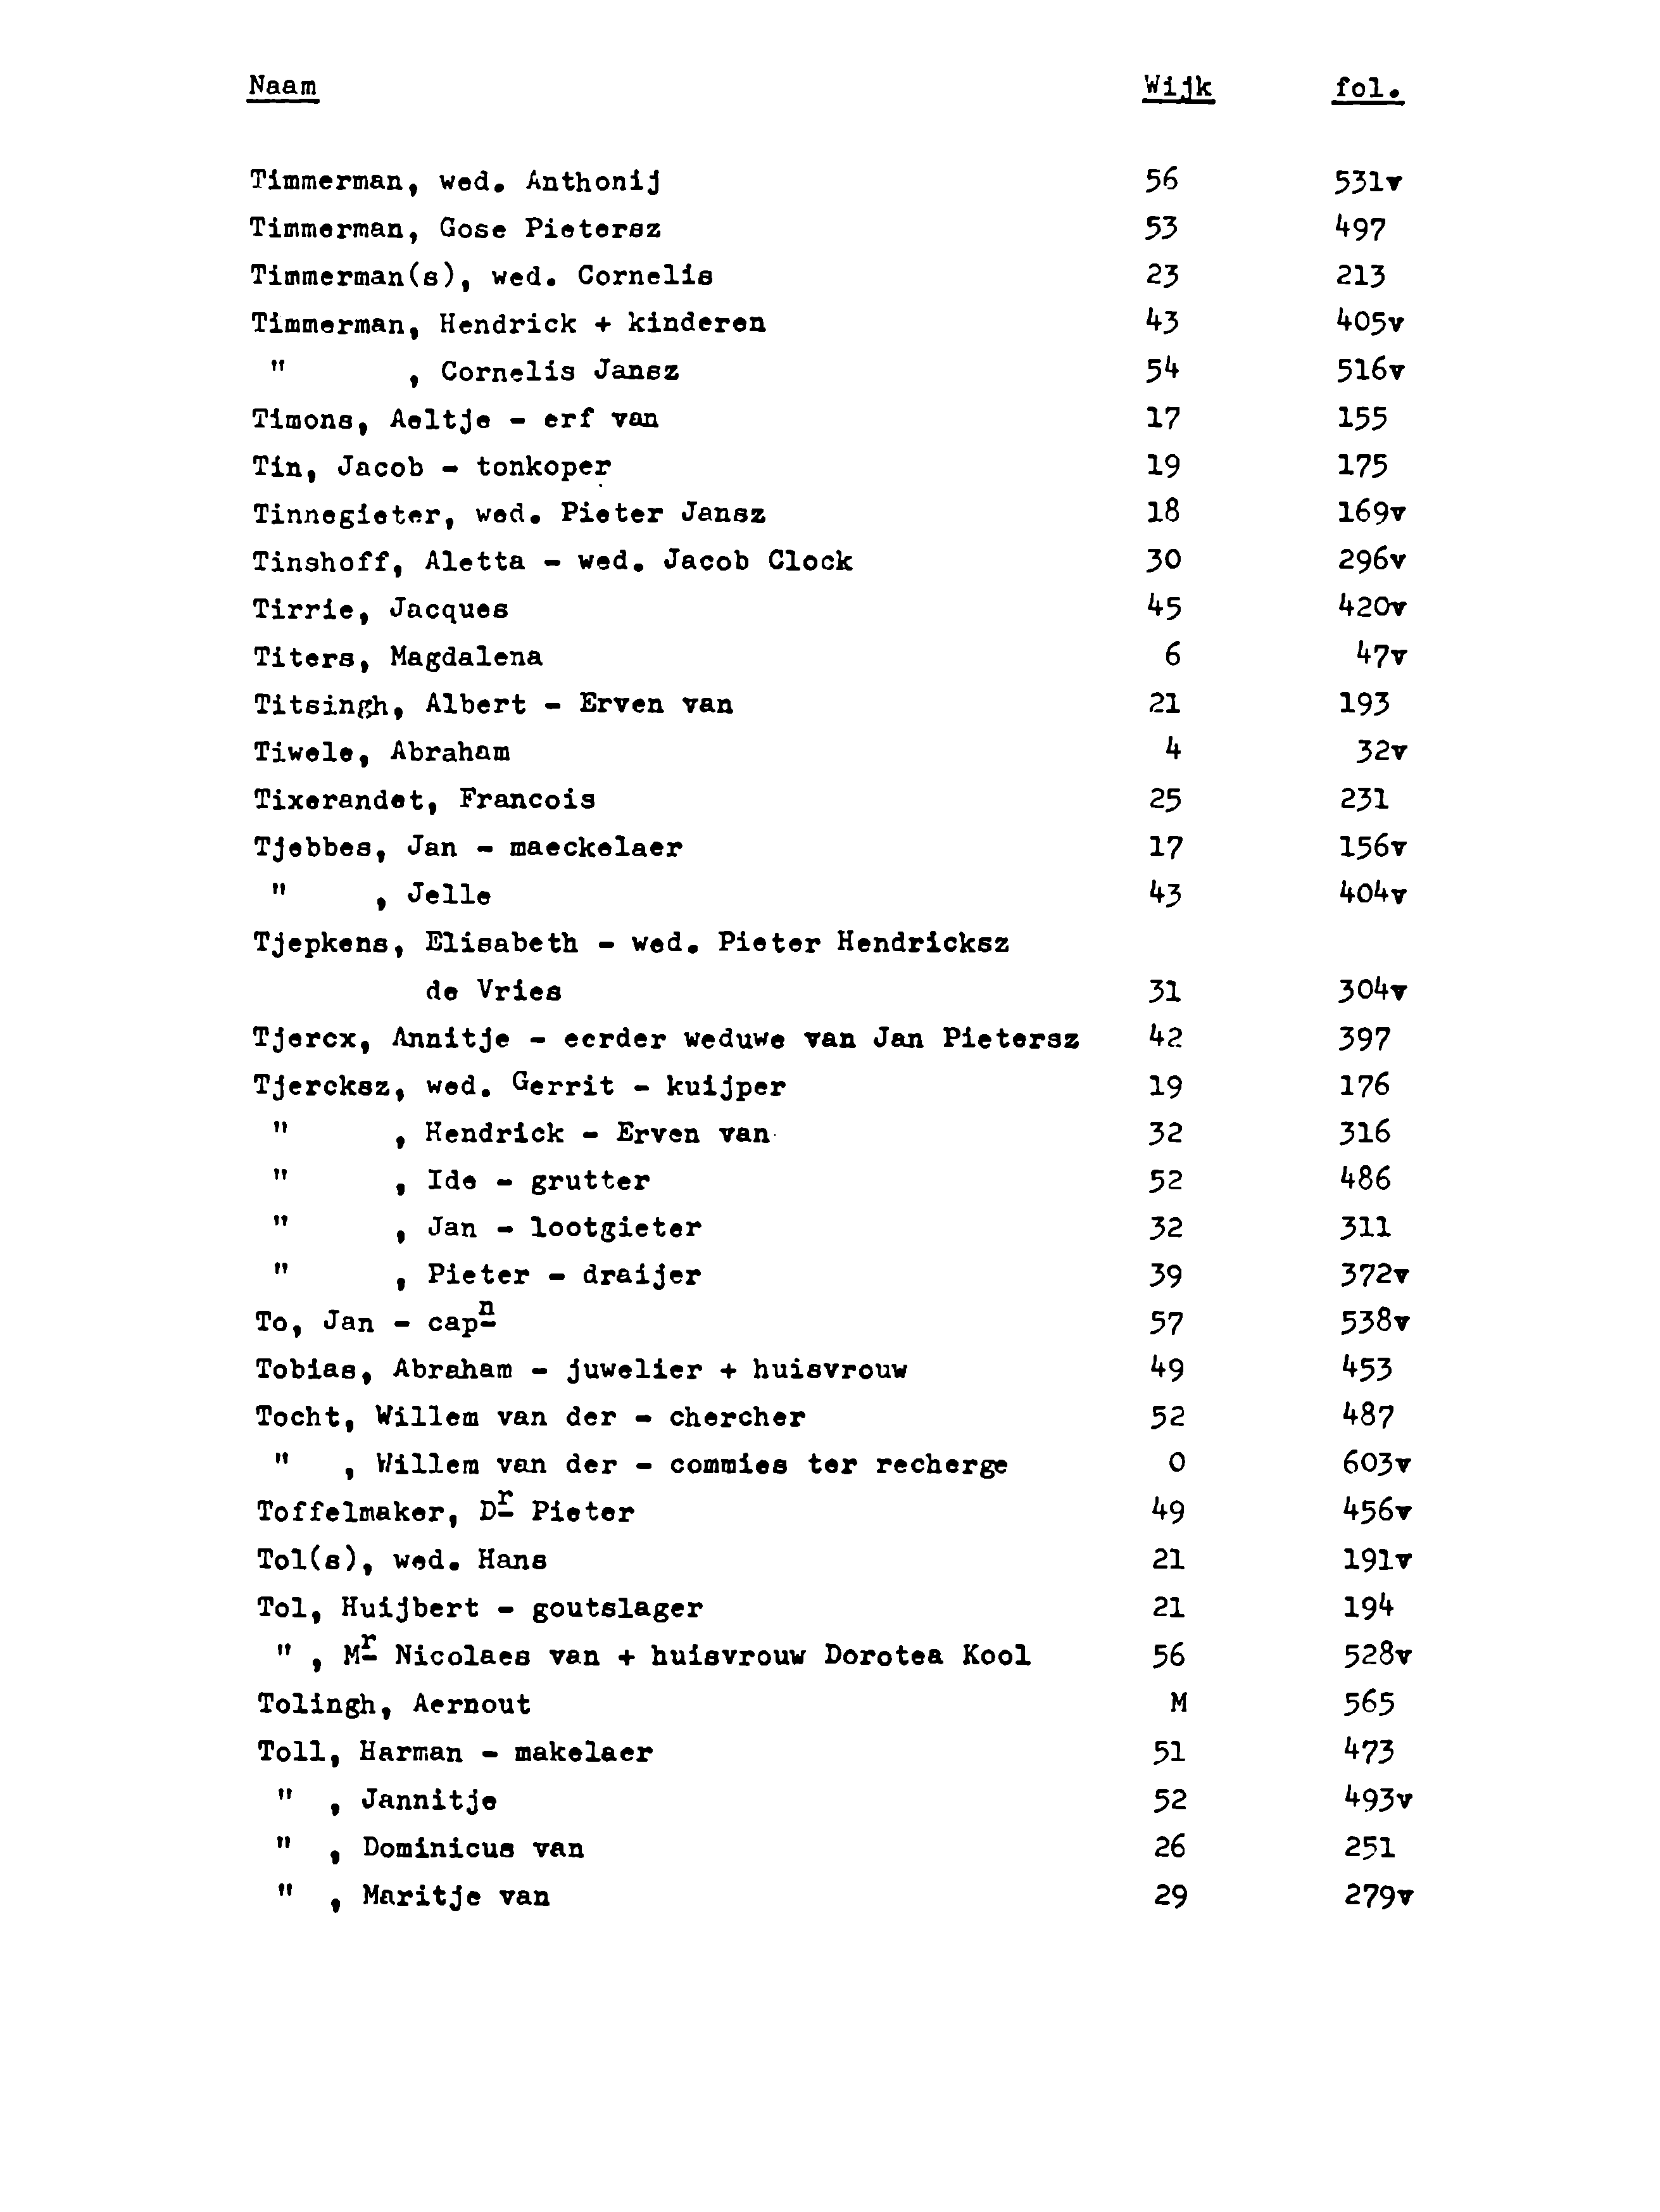 Naam Wijk fol.
Timmerman, wed. Anthonij 56 531v
Timmerman, Gose Pietersz 53 497
Timmerman(s), wed. Cornelis 23 213
Timmerman, Hendrick + kinderen 43 405v
" , Cornelis Jansz 54 516v
Timons, Aeltje - erf van 17 155
Tin, Jacob - tonkoper 19 175
Tinnegieter, wed. Pieter Jansz 18 169v
Tinshoff, Aletta - wed. Jacob Clock 30 296v
Tirrie, Jacques 45 420v
Titers, Magdalena 6 47v
Titsingh, Albert - Erven van 21 193
Tiwele, Abraham 4 32v
Tixerandet, Francois 25 231
Tjebbes, Jan - maeckelaer 17 156v
" , Jelle 43 404v
Tjepkens, Elisabeth - wed. Pieter Hendricksz
de Vries 31 304v
Tjercx, Annitje - eerder weduwe van Jan Pietersz 42 397
Tjercksz, wed. Gerrit - kuijper 19 176
" , Hendrick - Erven van 32 316
" , Ide - grutter 52 486
" , Jan - lootgieter 32 311
" , Pieter - draijer 39 372v
To, Jan - capn 57 538v
Tobias, Abraham - juwelier + huisvrouw 49 453
Tocht, Willem van der - chercher 52 487
" , Willem van der - commies ter recherge 0 603v
Toffelmaker, Dr Pieter 49 456v
Tol(s), wed. Hans 21 191v
Tol, Huijbert - goutslager 21 194
" , Mr Nicolaes van + huisvrouw Dorotea Kool 56 528v
Tolingh, Aernout M 565
Toll, Harman - makelaer 51 473
" , Jannitje 52 493v
" , Dominicus van 26 251
" , Maritje van 29 279v